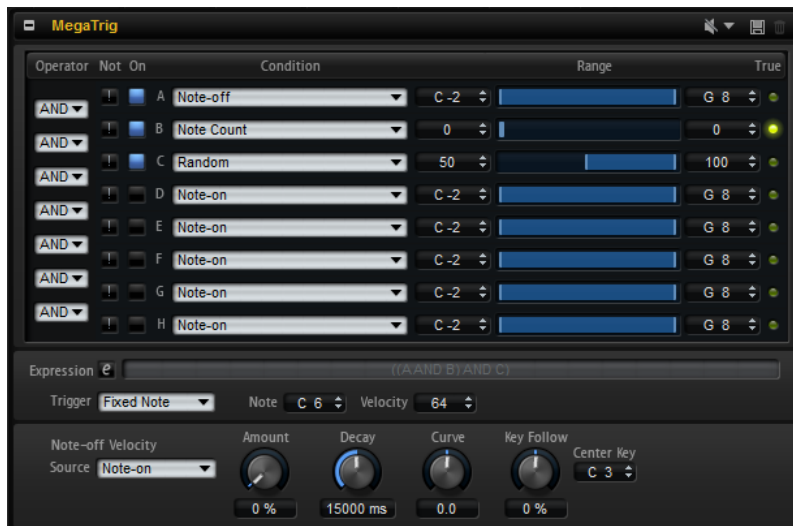 MegaTrig
Operator Not On Condition Range True
AND
! A Note-off C -2 G 8
AND
! B Note Count 0 0
AND
! C Random 50 100
AND
! D Note-on C -2 G 8
AND
! E Note-on C -2 G 8
AND
! F Note-on C -2 G 8
AND
! G Note-on C -2 G 8
! H Note-on C -2 G 8
Expression e ((A AND B) AND C)
Trigger Fixed Note Note C 6 Velocity 64
Note-off Velocity Amount Decay Curve Key Follow
Center Key
Source Note-on C 3
0 % 15000 ms 0.0 0 %